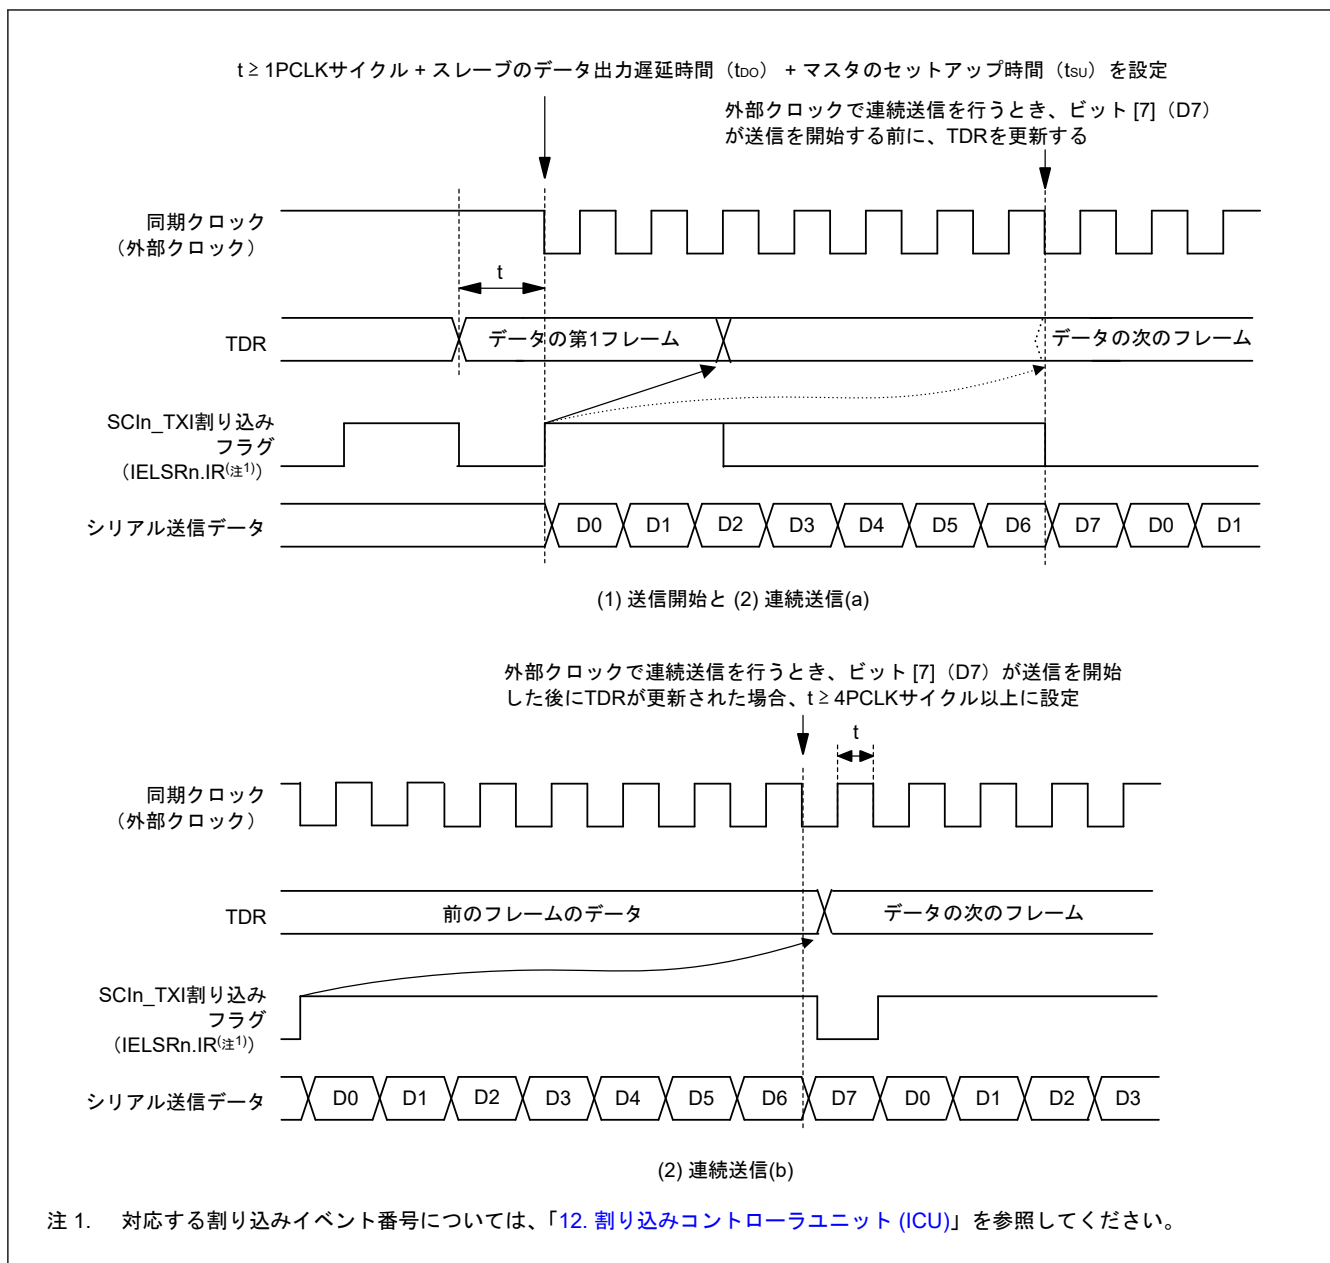 t ≥ 1PCLKサイクル + スレーブのデータ出力遅延時間（tDO） + マスタのセットアップ時間（tSU）を設定
外部クロックで連続送信を行うとき、ビット [7]（D7）
が送信を開始する前に、TDRを更新する
同期クロック
（外部クロック）
t
TDR
データの第1フレーム
データの次のフレーム
SCIn_TXI割り込み
フラグ
（IELSRn.IR(注1)）
シリアル送信データ
D0 D1 D2 D3 D4 D5 D6 D7 D0 D1
(1) 送信開始と (2) 連続送信(a)
外部クロックで連続送信を行うとき、ビット [7]（D7）が送信を開始
した後にTDRが更新された場合、t ≥ 4PCLKサイクル以上に設定
t
同期クロック
（外部クロック）
TDR
前のフレームのデータ
データの次のフレーム
SCIn_TXI割り込み
フラグ
（IELSRn.IR(注1)）
シリアル送信データ
D0 D1 D2 D3 D4 D5 D6 D7 D0 D1 D2 D3
(2) 連続送信(b)
注 1. 対応する割り込みイベント番号については、「12. 割り込みコントローラユニット (ICU)」を参照してください。